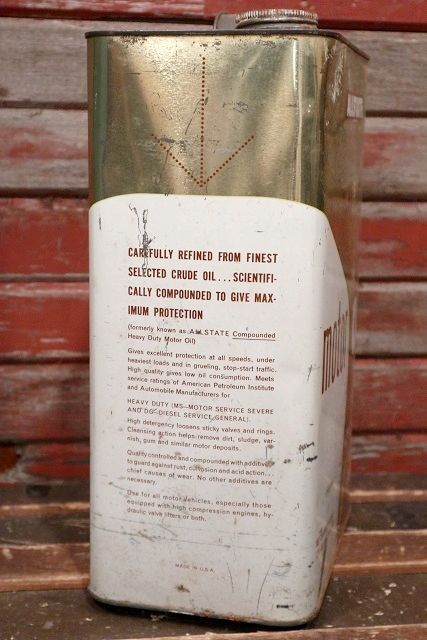 CAREFULLY REFINED FROM FINEST
SELECTED CRUDE OIL...SCIENTIFI-
CALLY COMPOUNDED TO GIVE MAX-
IMUM PROTECTION
(formerly known as ALLSTATE Compounded
Heavy Duty Motor Oil)
Gives excellent protection at all speeds, under
heaviest loads and in grueling, stop-start traffic.
High quality gives low oil consumption. Meets
service ratings of American Petroleum Institute
and Automobile Manufacturers for
HEAVY DUTY (MS-MOTOR SERVICE SEVERE
AND DG-DIESEL SERVICE GENERAL).
High detergency loosens sticky valves and rings.
Cleansing action helps remove dirt, sludge, var-
nish, gum and similar motor deposits.
Quality controlled and compounded with additives
to guard against rust, corrosion and acid action...
chief causes of wear. No other additives are
necessary.
Use for all motor vehicles, especially those
equipped with high compression engines, hy-
draulic valve lifters or both.
MADE IN U.S.A.